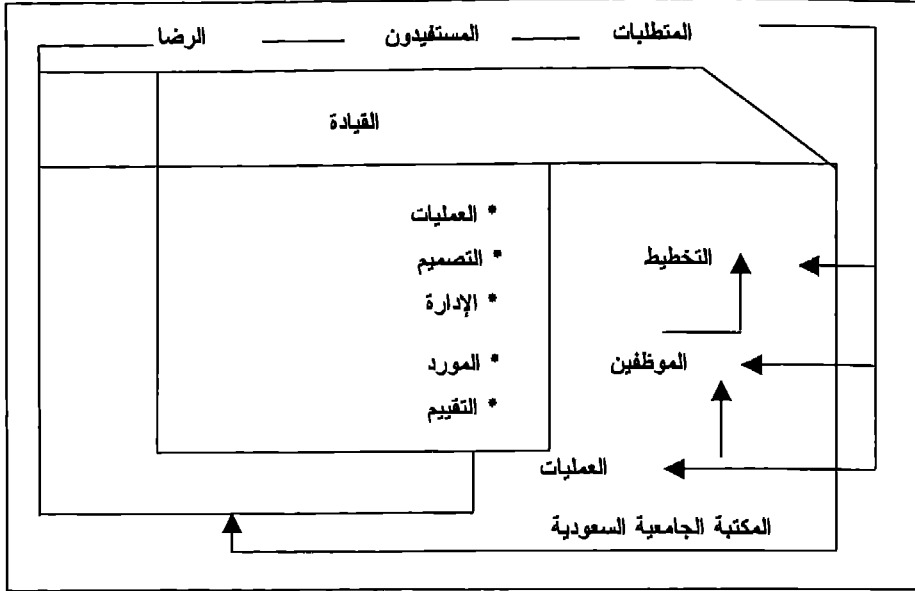 المتطلبات المستفيدون الرضا
القيادة
* العمليات
* التصميم
* الإدارة
* المورد
* التقييم
التخطيط
الموظفين
العمليات
المكتبة الجامعية السعودية